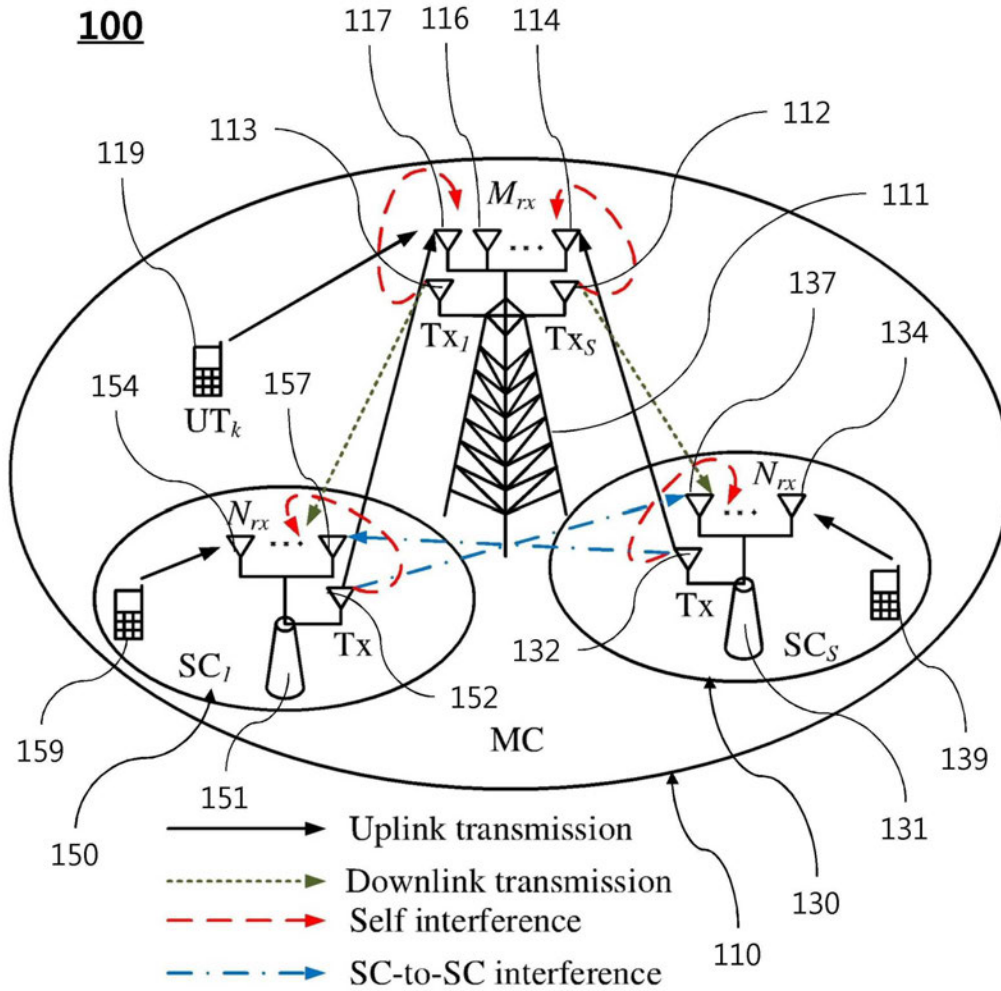 100
117
116
114
113
112
119
M_rx
111
137
134
Tx_1
Tx_S
154
157
UT_k
N_rx
N_rx
Tx
Tx
132
SC_1
SC_S
152
159
MC
139
151
131
150
Uplink transmission
Downlink transmission
130
Self interference
110
SC-to-SC interference